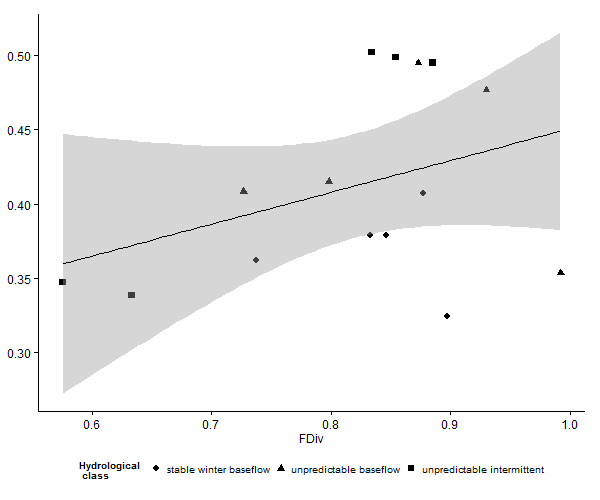 0.50
0.45
0.40
0.35
0.30
0.6 0.7 0.8 0.9 1.0
FDiv
Hydrological
class
stable winter baseflow unpredictable baseflow unpredictable intermittent